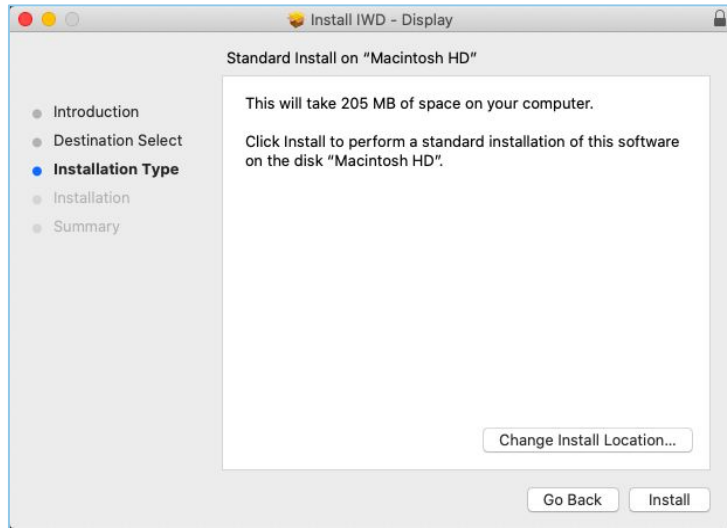 Install IWD - Display
Standard Install on “Macintosh HD”
Introduction
Destination Select
Installation Type
Installation
Summary
This will take 205 MB of space on your computer.
Click Install to perform a standard installation of this software
on the disk “Macintosh HD”.
Change Install Location...
Go Back
Install